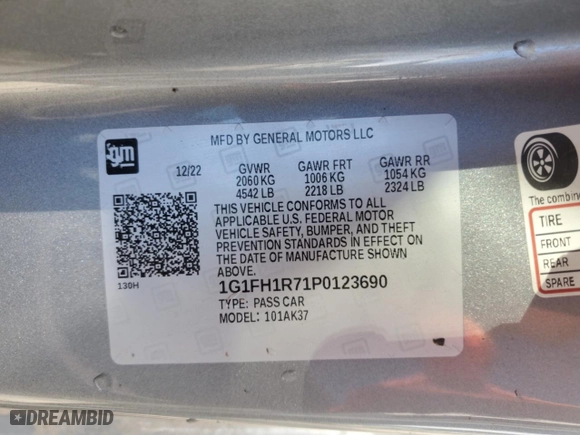 gm
MFD BY GENERAL MOTORS LLC
12/22 GVWR GAWR FRT GAWR RR
2060 KG 1006 KG 1054 KG
4542 LB 2218 LB 2324 LB
THIS VEHICLE CONFORMS TO ALL
APPLICABLE U.S. FEDERAL MOTOR
VEHICLE SAFETY, BUMPER, AND THEFT
PREVENTION STANDARDS IN EFFECT ON
THE DATE OF MANUFACTURE SHOWN
ABOVE.
130H
1G1FH1R71P0123690
TYPE: PASS CAR
MODEL: 101AK37
The combin
TIRE
FRONT
REAR
SPARE
DREAMBID